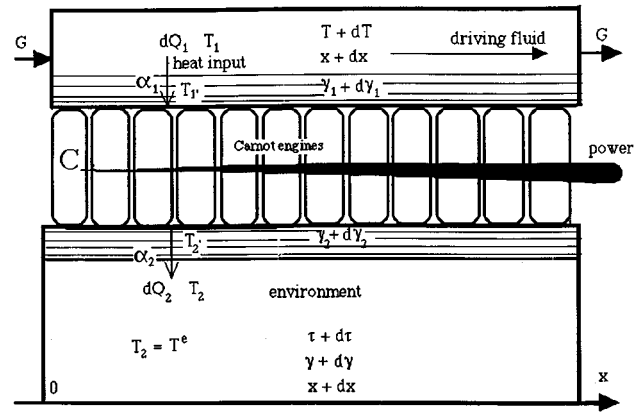 G
dQ₁ T₁
T + dT
x + dx
driving fluid
G
heat input
α₁
T₁'
γ₁ + dγ₁
C
Carnot engines
power
α₂
T₂'
γ₂ + dγ₂
dQ₂ T₂
environment
T₂ = Tᵉ
τ + dτ
γ + dγ
x + dx
0
x